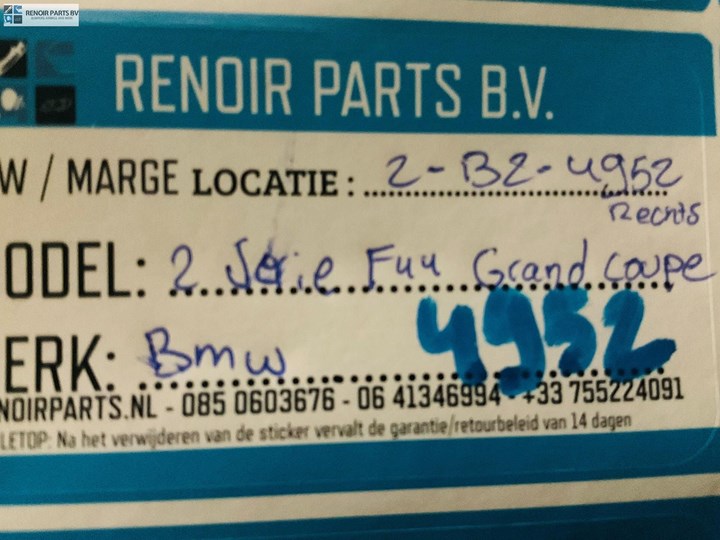 RENOIR PARTS BV
RENOIR PARTS B.V.
W / MARGE LOCATIE: 2-B2-4952
Rechts
ODEL: 2 Serie F44 Grand coupe
4952
ERK: Bmw
NOIRPARTS.NL - 085 0603676 - 06 41346994 - +33 755224091
LETOP: Na het verwijderen van de sticker vervalt de garantie/retourbeleid van 14 dagen